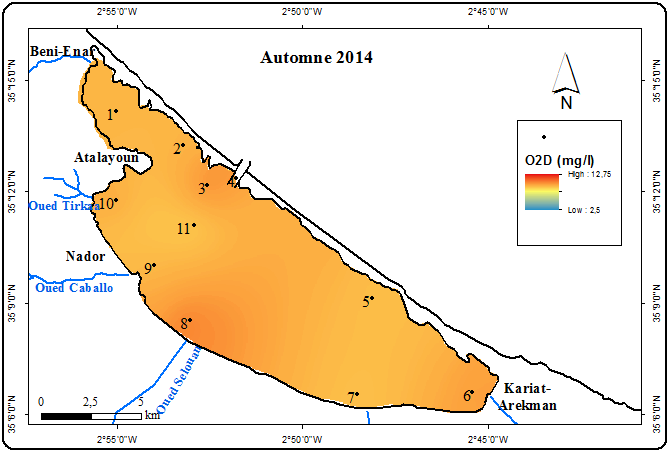 2°55'0"W 2°50'0"W 2°45'0"W
Beni-Enar
Automne 2014
35°15'0"N 35°15'0"N
N
1
2
Atalayoun
O2D (mg/l)
High : 12,75
Low : 2,5
3 4
35°12'0"N 35°12'0"N
10
Oued Tirkaa
11
Nador
9
Oued Caballo
5
35°9'0"N 35°9'0"N
8
Oued Selouan
7
6
Kariat-
Arekman
0 2,5 5
km
35°6'0"N 35°6'0"N
2°55'0"W 2°50'0"W 2°45'0"W